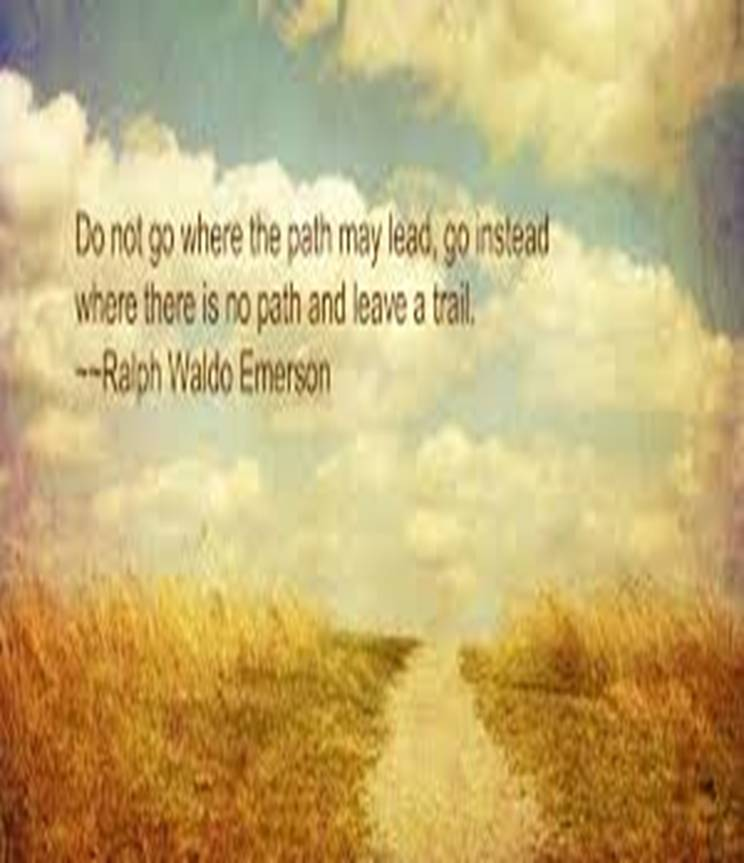 Do not go where the path may lead, go instead
where there is no path and leave a trail.
~~Ralph Waldo Emerson